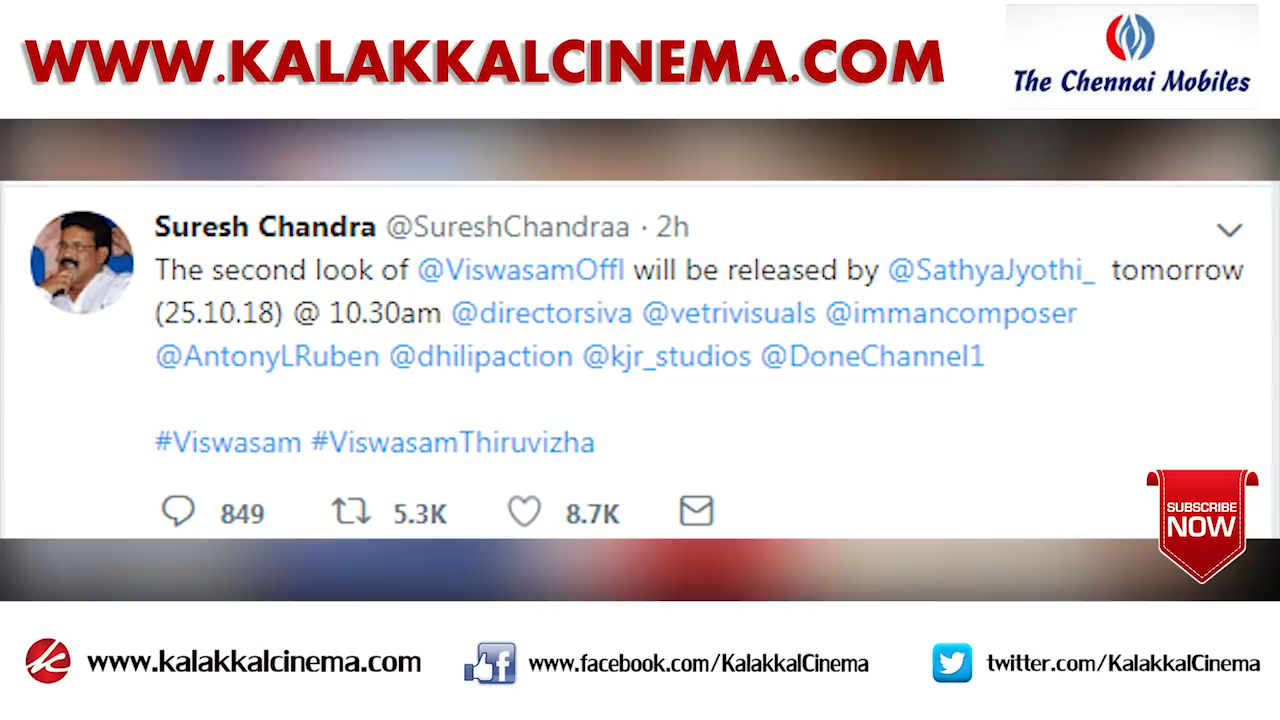 WWW.KALAKKALCINEMA.COM
The Chennai Mobiles
Suresh Chandra @SureshChandraa · 2h
The second look of @ViswasamOffl will be released by @SathyaJyothi_ tomorrow
(25.10.18) @ 10.30am @directorsiva @vetrivisuals @immancomposer
@AntonyLRuben @dhilipaction @kjr_studios @DoneChannel1
#Viswasam #ViswasamThiruvizha
849 5.3K 8.7K
SUBSCRIBE
NOW
www.kalakkalcinema.com www.facebook.com/KalakkalCinema twitter.com/KalakkalCinema